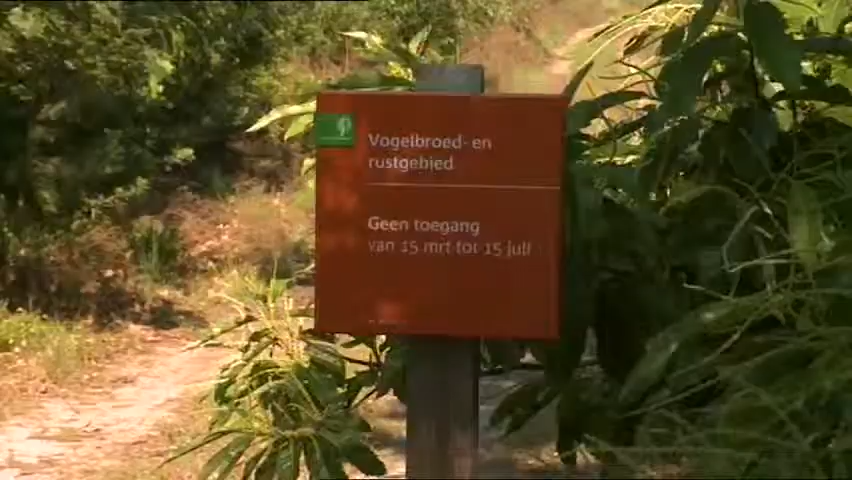 Vogelbroed- en
rustgebied
Geen toegang
van 15 mrt tot 15 juli